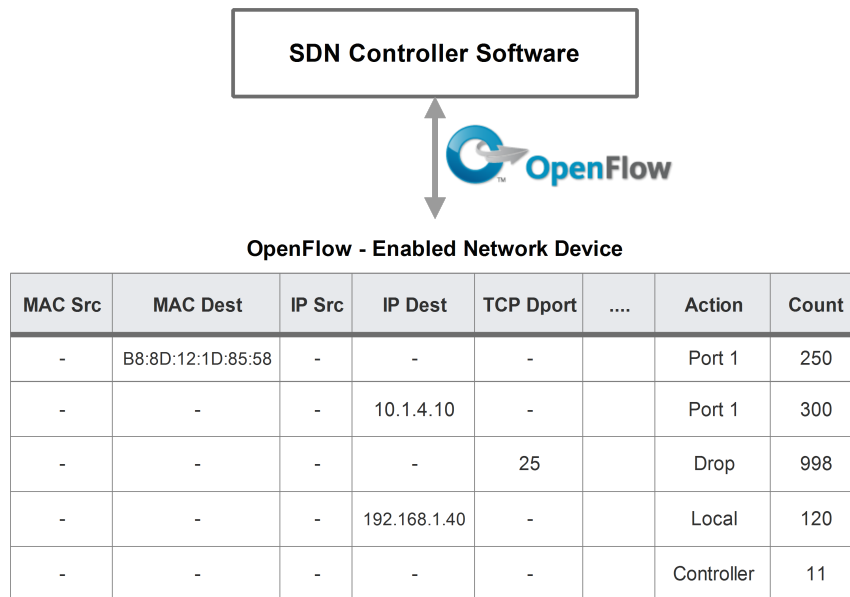 SDN Controller Software
OpenFlow
TM
OpenFlow - Enabled Network Device
MAC Src MAC Dest IP Src IP Dest TCP Dport .... Action Count
- B8:8D:12:1D:85:58 - - - Port 1 250
- - - 10.1.4.10 - Port 1 300
- - - - 25 Drop 998
- - - 192.168.1.40 - Local 120
- - - - - Controller 11